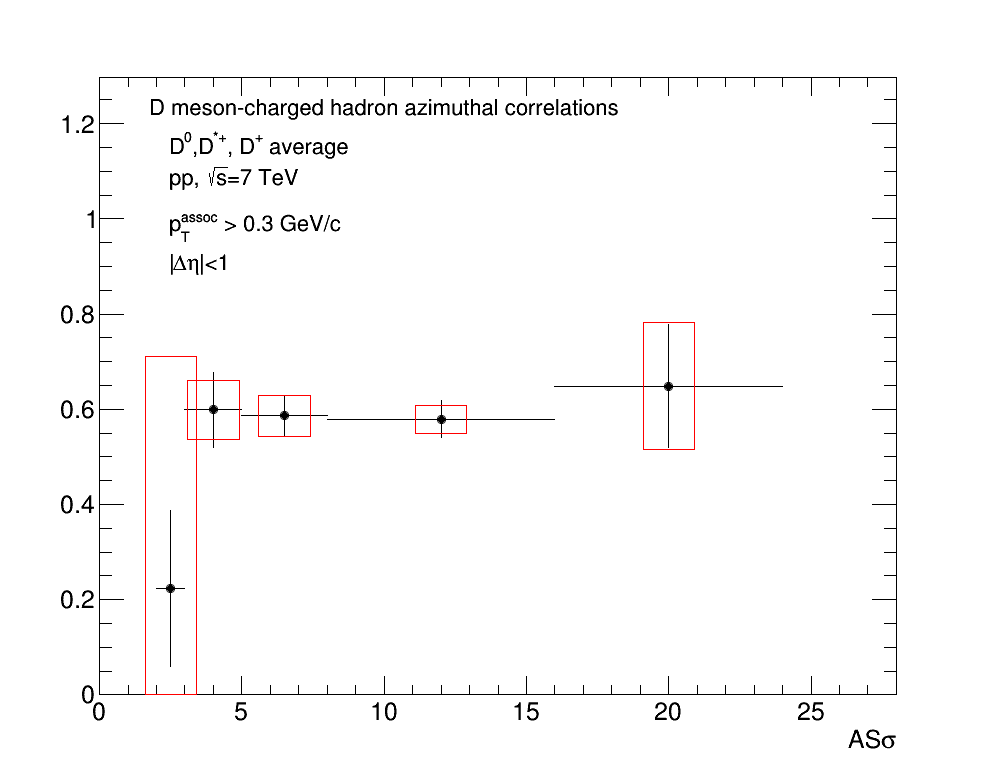 D meson-charged hadron azimuthal correlations
D⁰,D*⁺, D⁺ average
pp, √s=7 TeV
p_T^assoc > 0.3 GeV/c
|Δη|<1
1.2
1
0.8
0.6
0.4
0.2
0
0 5 10 15 20 25
ASσ